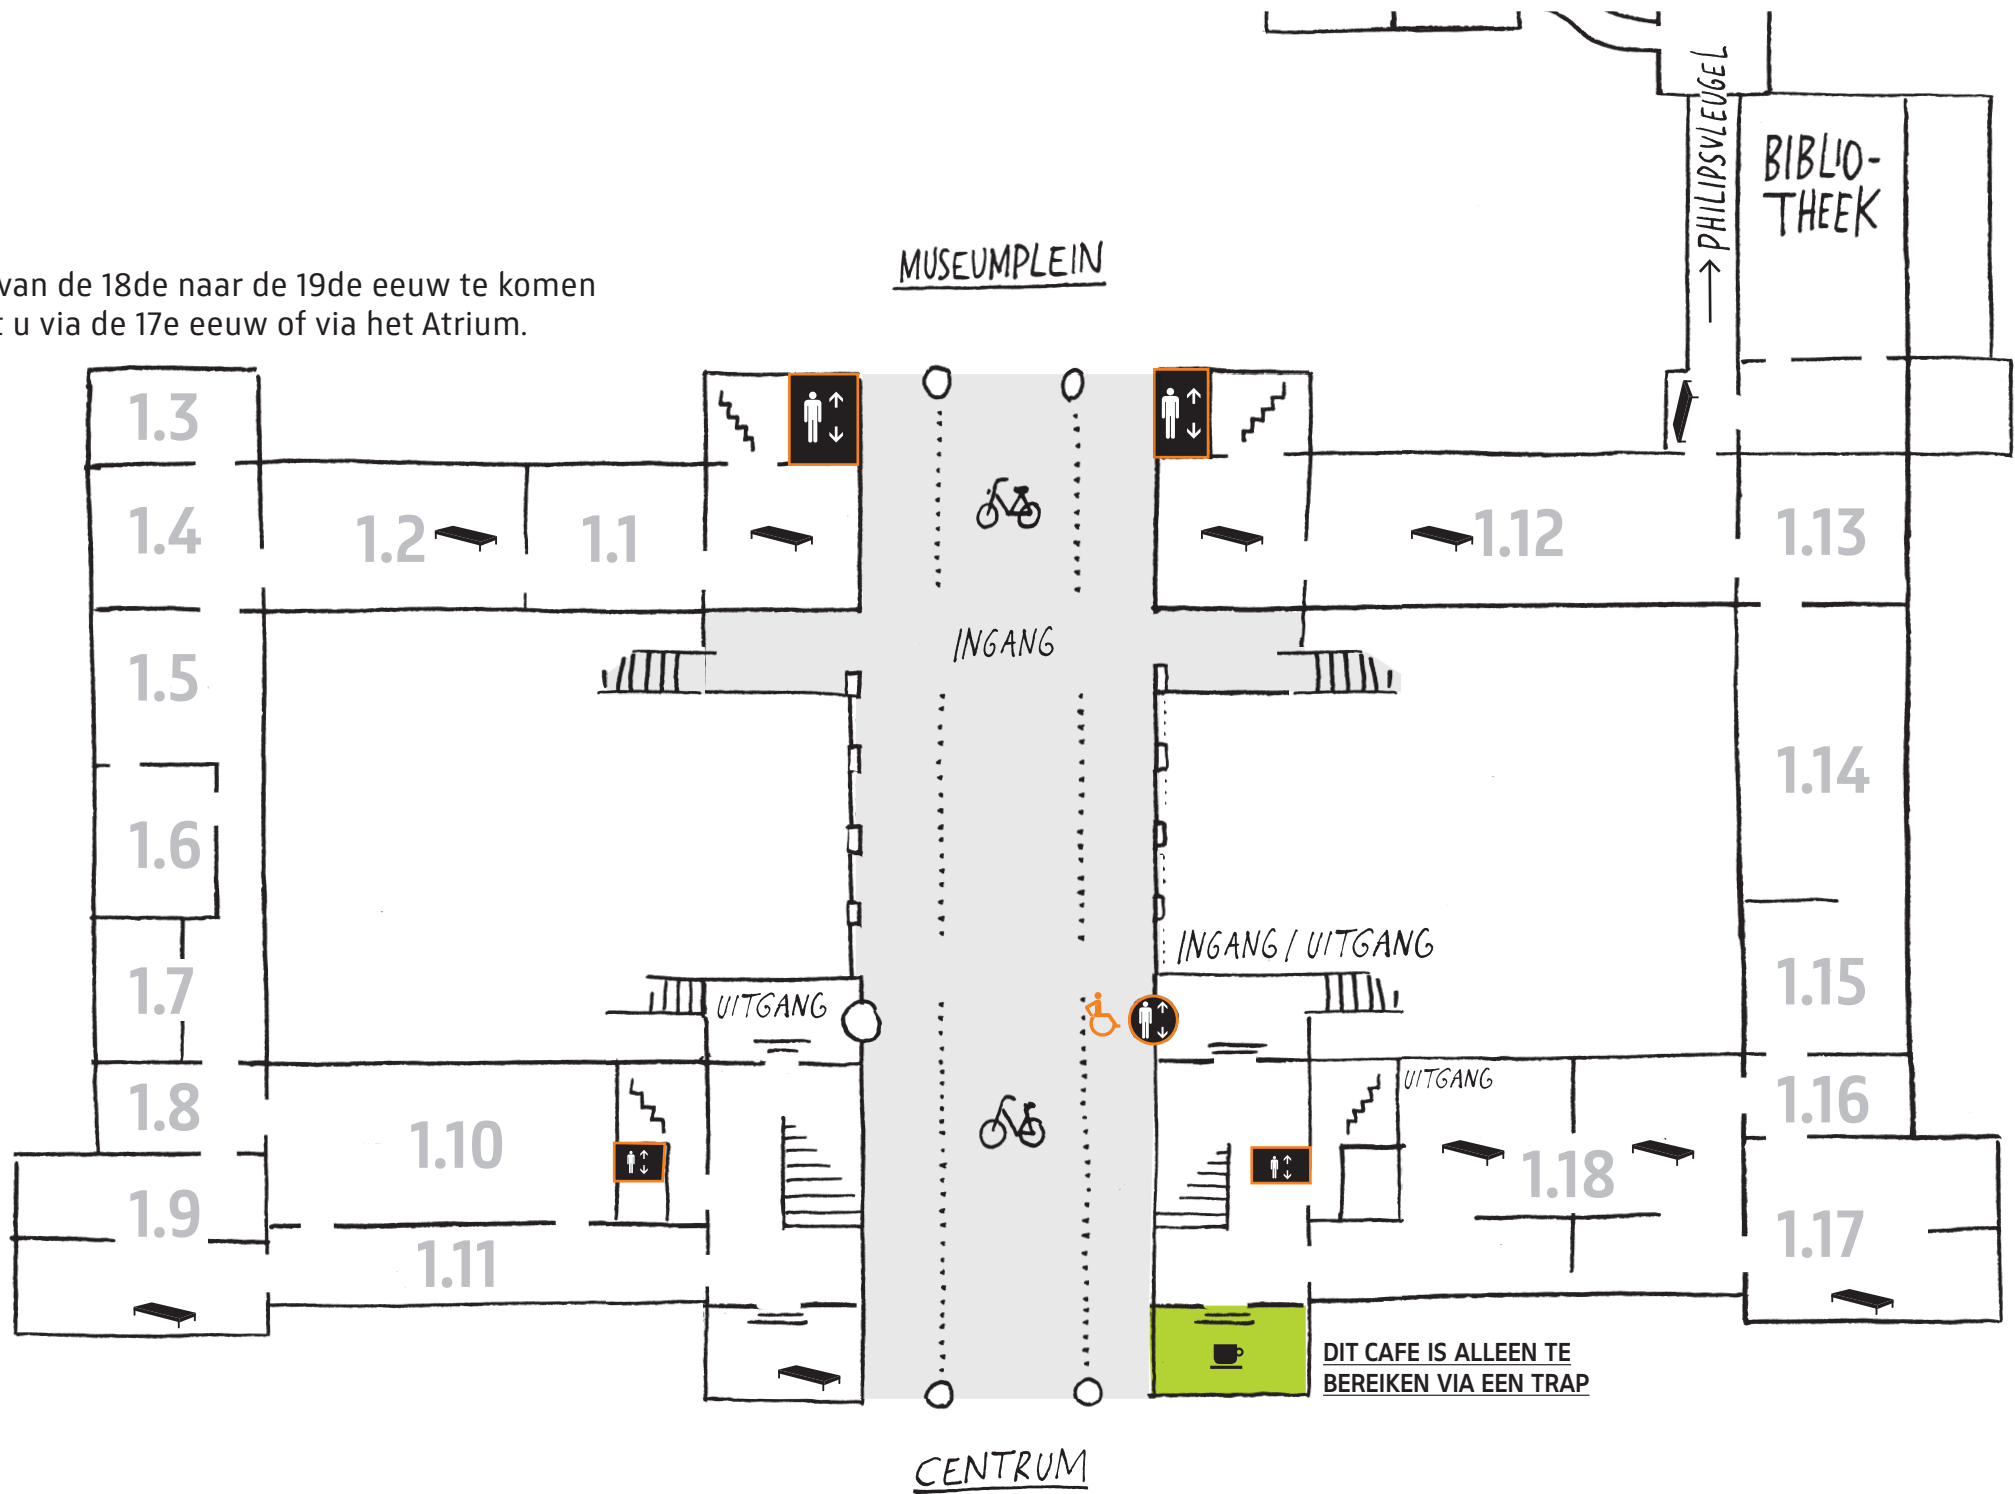 PHILIPSVLEUGEL
BIBLIO-
THEEK
MUSEUMPLEIN
van de 18de naar de 19de eeuw te komen
u via de 17e eeuw of via het Atrium.
1.3
1.4
1.2
1.1
1.12
1.13
INGANG
1.5
1.14
1.6
INGANG / UITGANG
1.7
UITGANG
1.15
1.8
UITGANG
1.16
1.10
1.18
1.9
1.17
1.11
DIT CAFE IS ALLEEN TE
BEREIKEN VIA EEN TRAP
CENTRUM